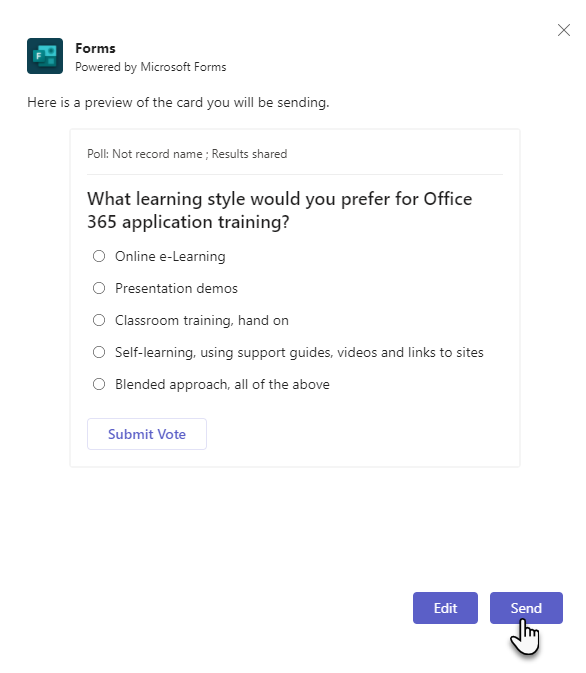 Forms
Powered by Microsoft Forms
Here is a preview of the card you will be sending.
Poll: Not record name ; Results shared
What learning style would you prefer for Office
365 application training?
Online e-Learning
Presentation demos
Classroom training, hand on
Self-learning, using support guides, videos and links to sites
Blended approach, all of the above
Submit Vote
Edit
Send